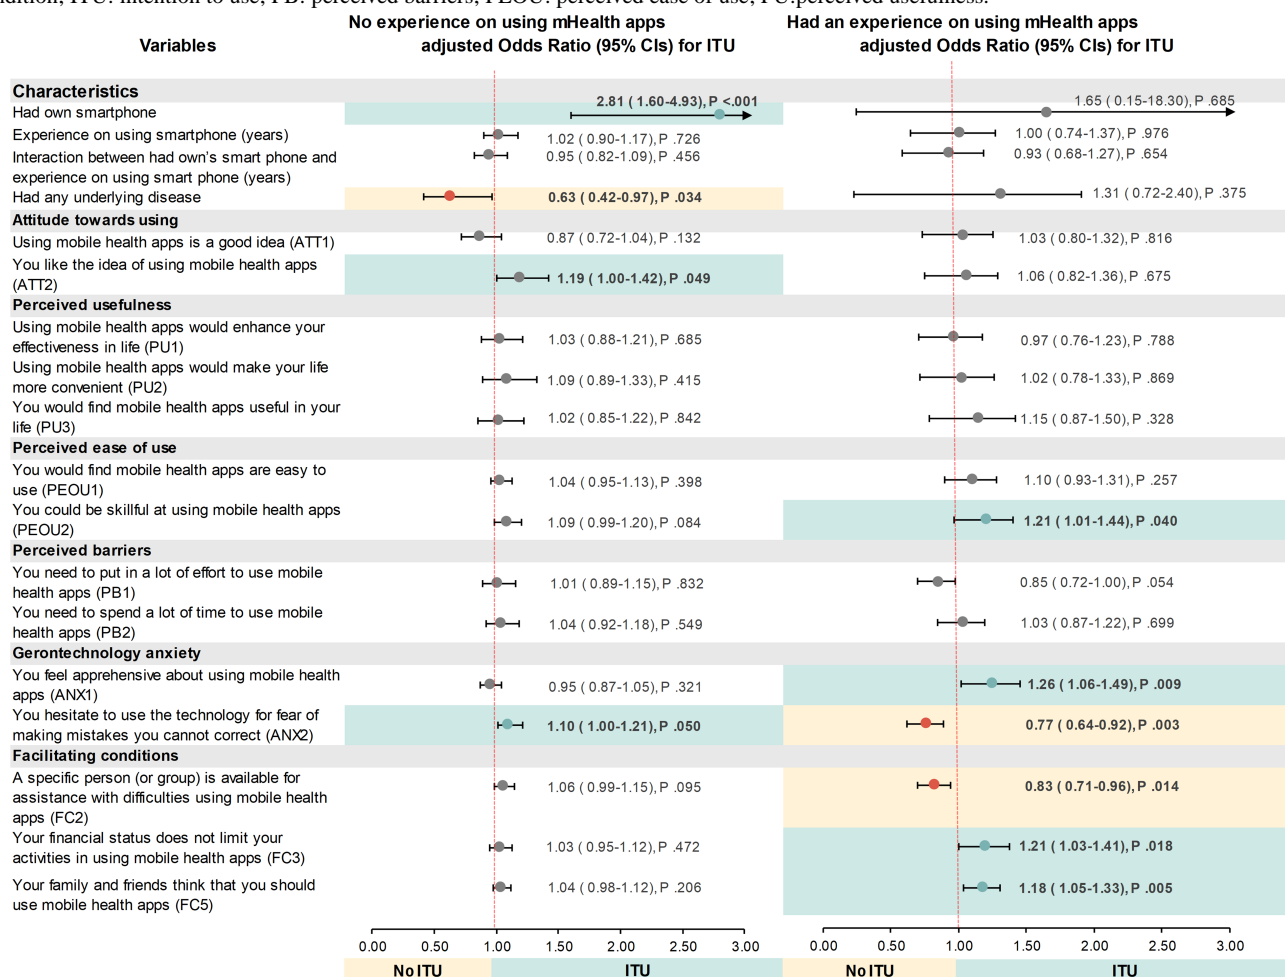 ndition, ITU: intention to use, PB: perceived barriers, PEOU: perceived ease of use, PU:perceived usefulness.
No experience on using mHealth apps
adjusted Odds Ratio (95% CIs) for ITU
Had an experience on using mHealth apps
adjusted Odds Ratio (95% CIs) for ITU
Variables
Characteristics
Had own smartphone
2.81 ( 1.60-4.93), P <.001
1.65 ( 0.15-18.30), P .685
Experience on using smartphone (years)
1.02 ( 0.90-1.17), P .726
1.00 ( 0.74-1.37), P .976
Interaction between had own's smart phone and
experience on using smart phone (years)
0.95 ( 0.82-1.09), P .456
0.93 ( 0.68-1.27), P .654
Had any underlying disease
0.63 ( 0.42-0.97), P .034
1.31 ( 0.72-2.40), P .375
Attitude towards using
Using mobile health apps is a good idea (ATT1)
0.87 ( 0.72-1.04), P .132
1.03 ( 0.80-1.32), P .816
You like the idea of using mobile health apps
(ATT2)
1.19 ( 1.00-1.42), P .049
1.06 ( 0.82-1.36), P .675
Perceived usefulness
Using mobile health apps would enhance your
effectiveness in life (PU1)
1.03 ( 0.88-1.21), P .685
0.97 ( 0.76-1.23), P .788
Using mobile health apps would make your life
more convenient (PU2)
1.09 ( 0.89-1.33), P .415
1.02 ( 0.78-1.33), P .869
You would find mobile health apps useful in your
life (PU3)
1.02 ( 0.85-1.22), P .842
1.15 ( 0.87-1.50), P .328
Perceived ease of use
You would find mobile health apps are easy to
use (PEOU1)
1.04 ( 0.95-1.13), P .398
1.10 ( 0.93-1.31), P .257
You could be skillful at using mobile health apps
(PEOU2)
1.09 ( 0.99-1.20), P .084
1.21 ( 1.01-1.44), P .040
Perceived barriers
You need to put in a lot of effort to use mobile
health apps (PB1)
1.01 ( 0.89-1.15), P .832
0.85 ( 0.72-1.00), P .054
You need to spend a lot of time to use mobile
health apps (PB2)
1.04 ( 0.92-1.18), P .549
1.03 ( 0.87-1.22), P .699
Gerontechnology anxiety
You feel apprehensive about using mobile health
apps (ANX1)
0.95 ( 0.87-1.05), P .321
1.26 ( 1.06-1.49), P .009
You hesitate to use the technology for fear of
making mistakes you cannot correct (ANX2)
1.10 ( 1.00-1.21), P .050
0.77 ( 0.64-0.92), P .003
Facilitating conditions
A specific person (or group) is available for
assistance with difficulties using mobile health
apps (FC2)
1.06 ( 0.99-1.15), P .095
0.83 ( 0.71-0.96), P .014
Your financial status does not limit your
activities in using mobile health apps (FC3)
1.03 ( 0.95-1.12), P .472
1.21 ( 1.03-1.41), P .018
Your family and friends think that you should
use mobile health apps (FC5)
1.04 ( 0.98-1.12), P .206
1.18 ( 1.05-1.33), P .005
0.00 0.50 1.00 1.50 2.00 2.50 3.00
0.00 0.50 1.00 1.50 2.00 2.50 3.00
No ITU ITU
No ITU ITU